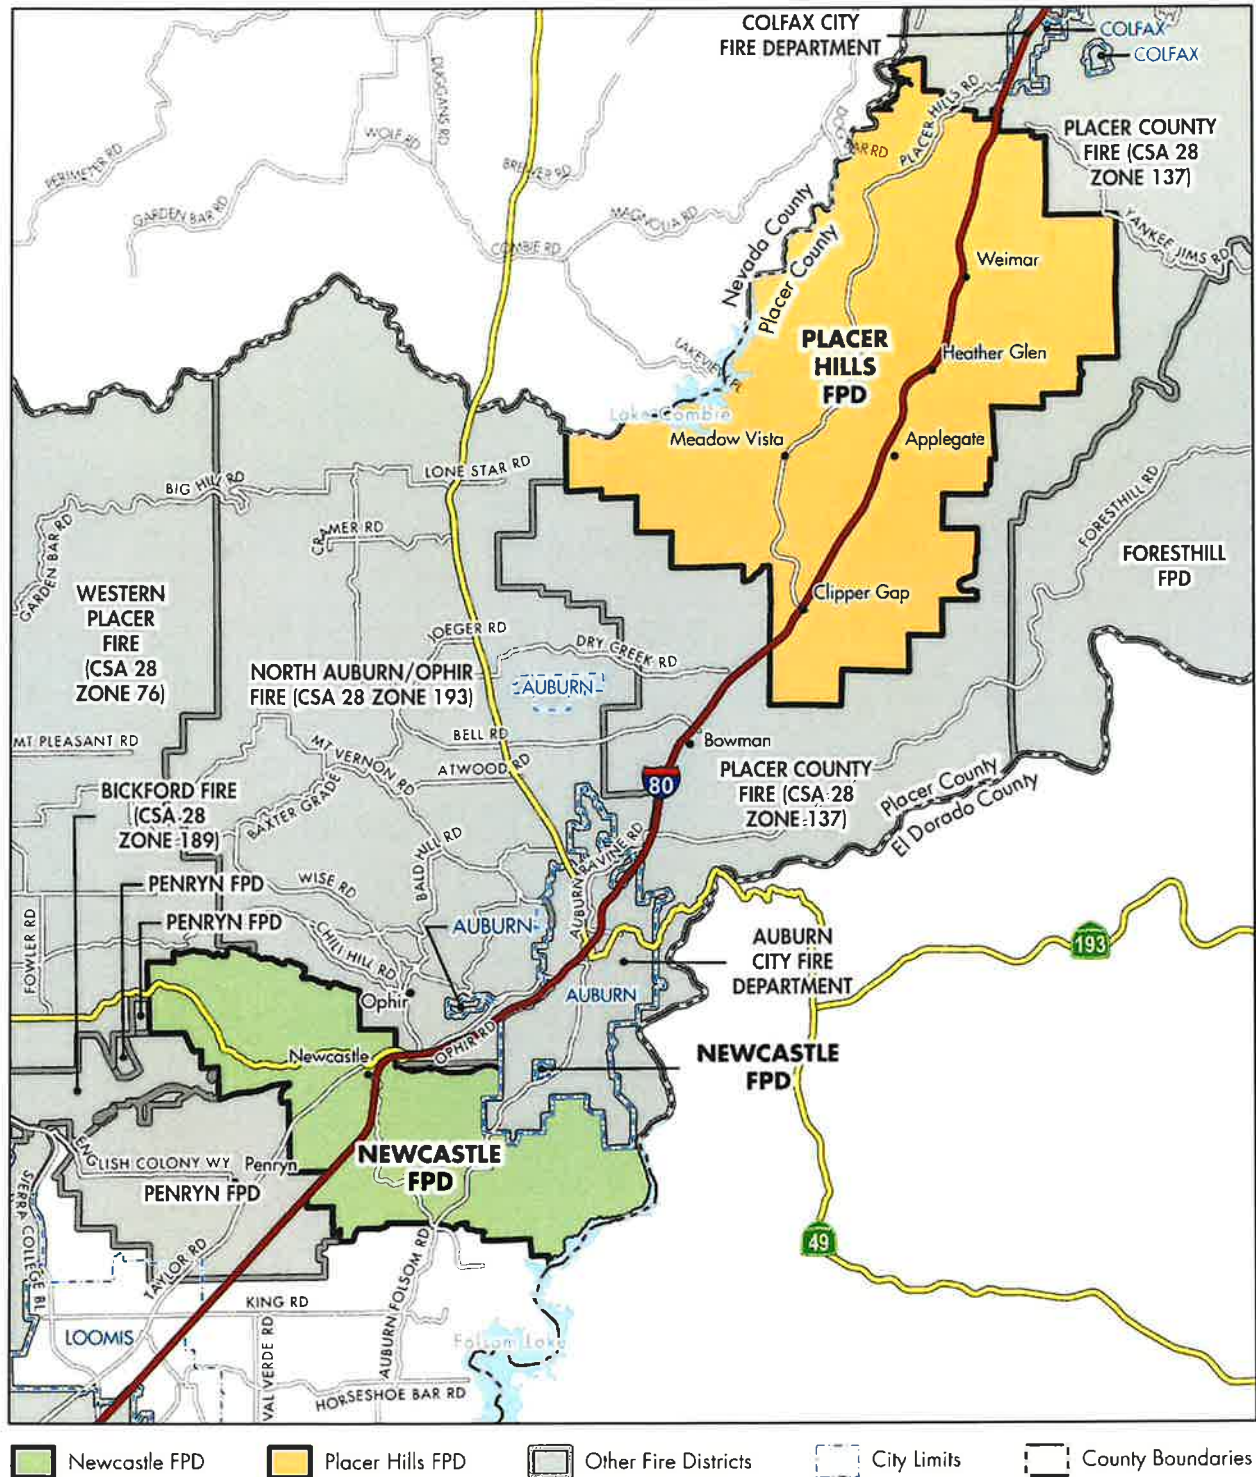 COLFAX CITY
FIRE DEPARTMENT
COLFAX
COLFAX
PLACER COUNTY
FIRE (CSA 28
ZONE 137)
DUGGANS RD
WOLF RD
PERIMETER RD
GARDEN BAR RD
BREWER RD
MAGNOLIA RD
COMBIE RD
DOG BAR RD
PLACER HILLS RD
YANKEE JIMS RD
Nevada County
Placer County
Weimar
PLACER
HILLS
FPD
Heather Glen
LAKEVIEW PL
Lake Combie
Meadow Vista
Applegate
LONE STAR RD
BIG HILL RD
GARDEN BAR RD
CRAMER RD
FORESTHILL RD
FORESTHILL
FPD
WESTERN
PLACER
FIRE
(CSA 28
ZONE 76)
Clipper Gap
JOEGER RD
DRY CREEK RD
NORTH AUBURN/OPHIR
FIRE (CSA 28 ZONE 193)
AUBURN
MT PLEASANT RD
MT VERNON RD
BELL RD
ATWOOD RD
Bowman
80
PLACER COUNTY
FIRE (CSA 28
ZONE 137)
Placer County
El Dorado County
BICKFORD FIRE
(CSA 28
ZONE 189)
BAXTER GRADE
BALD HILL RD
AUBURN RAVINE RD
PENRYN FPD
WISE RD
PENRYN FPD
FOWLER RD
CHILI HILL RD
AUBURN
AUBURN
CITY FIRE
DEPARTMENT
193
Ophir
AUBURN
OPHIR RD
Newcastle
NEWCASTLE
FPD
ENGLISH COLONY WY
Penryn
PENRYN FPD
NEWCASTLE
FPD
SIERRA COLLEGE BL
TAYLOR RD
AUBURN FOLSOM RD
49
KING RD
LOOMIS
VAL VERDE RD
Folsom Lake
HORSESHOE BAR RD
Newcastle FPD
Placer Hills FPD
Other Fire Districts
City Limits
County Boundaries